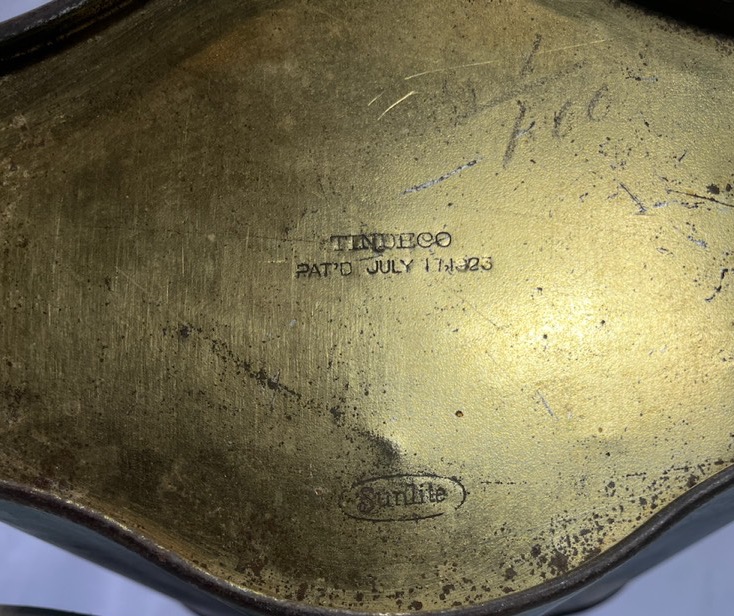 TINDECO
PAT'D JULY 17, 1923
Sunlite